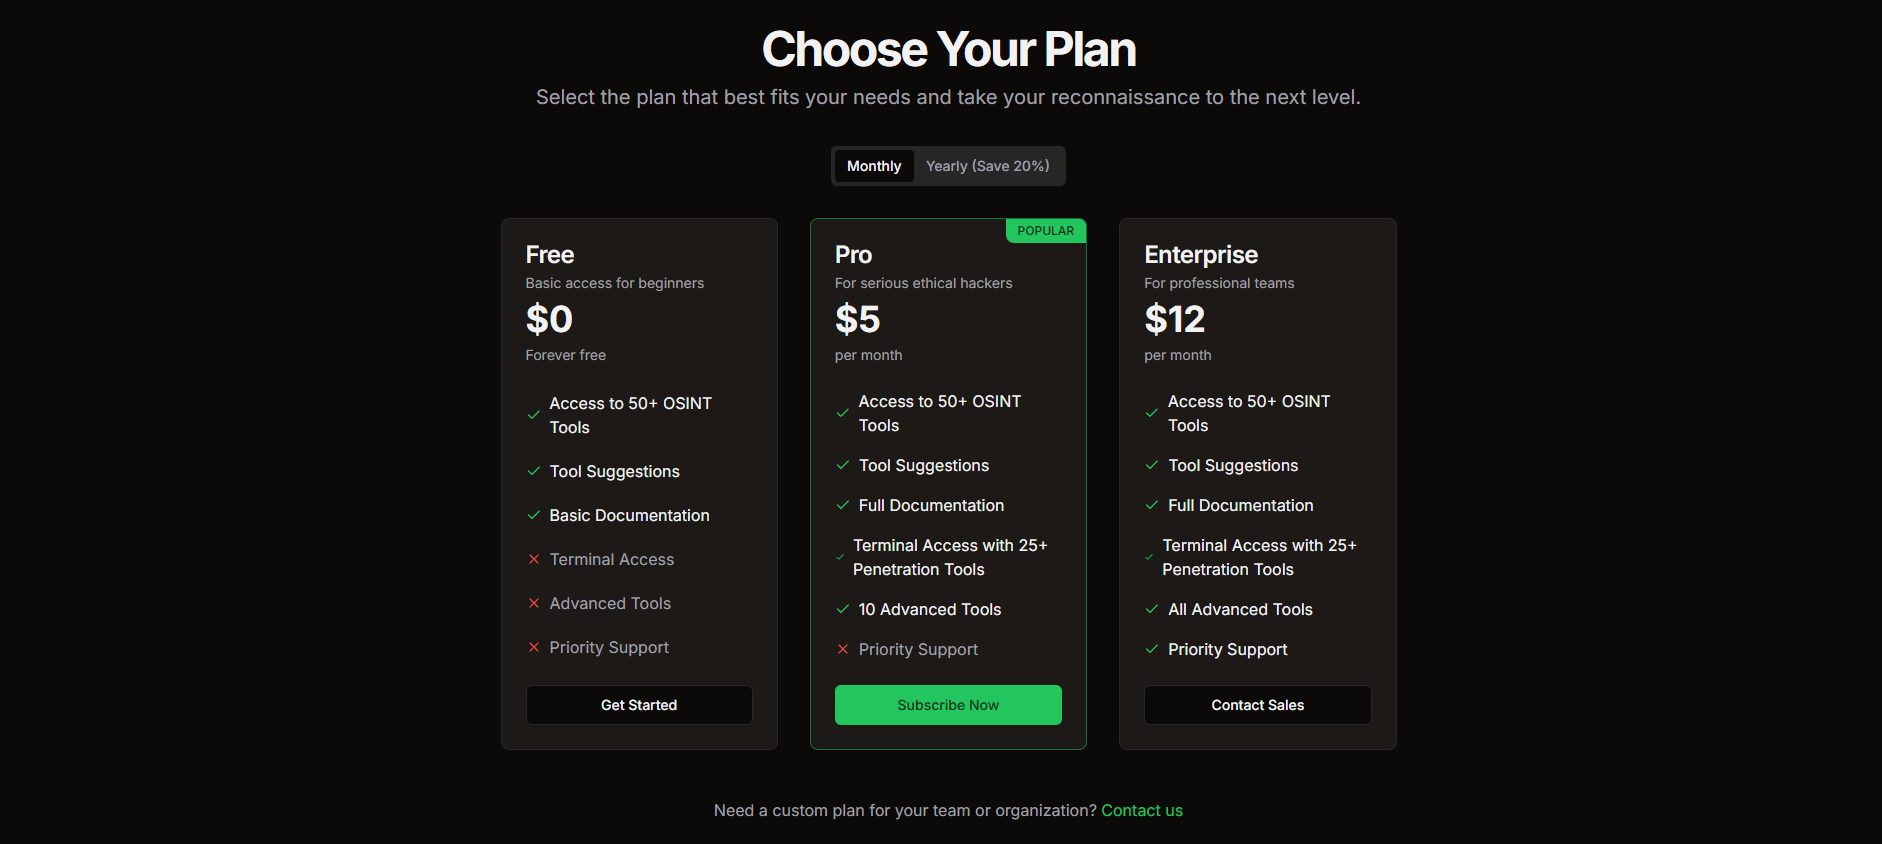 Choose Your Plan
Select the plan that best fits your needs and take your reconnaissance to the next level.
Monthly
Yearly (Save 20%)
Free
Basic access for beginners
$0
Forever free
Access to 50+ OSINT
Tools
Tool Suggestions
Basic Documentation
Terminal Access
Advanced Tools
Priority Support
Get Started
POPULAR
Pro
For serious ethical hackers
$5
per month
Access to 50+ OSINT
Tools
Tool Suggestions
Full Documentation
Terminal Access with 25+
Penetration Tools
10 Advanced Tools
Priority Support
Subscribe Now
Enterprise
For professional teams
$12
per month
Access to 50+ OSINT
Tools
Tool Suggestions
Full Documentation
Terminal Access with 25+
Penetration Tools
All Advanced Tools
Priority Support
Contact Sales
Need a custom plan for your team or organization? Contact us